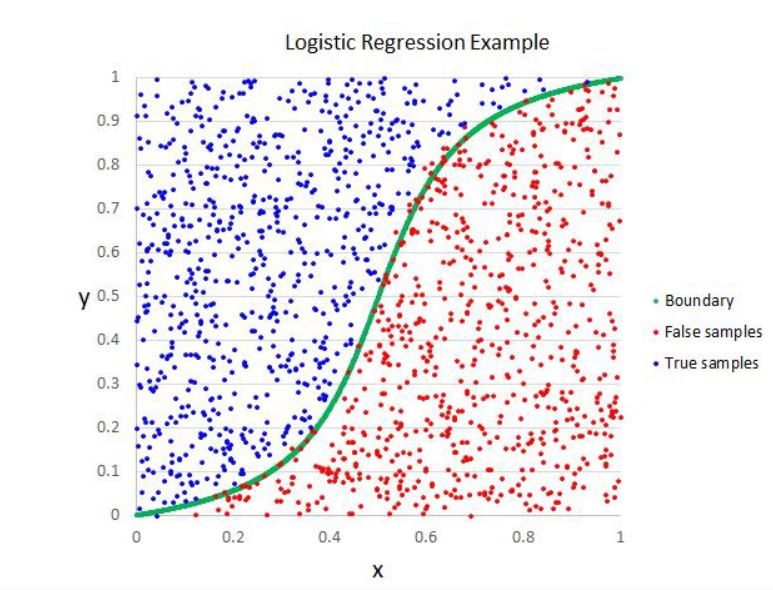 Logistic Regression Example
1
0.9
0.8
0.7
0.6
0.5
0.4
0.3
0.2
0.1
0
y
0 0.2 0.4 0.6 0.8 1
x
Boundary
False samples
True samples